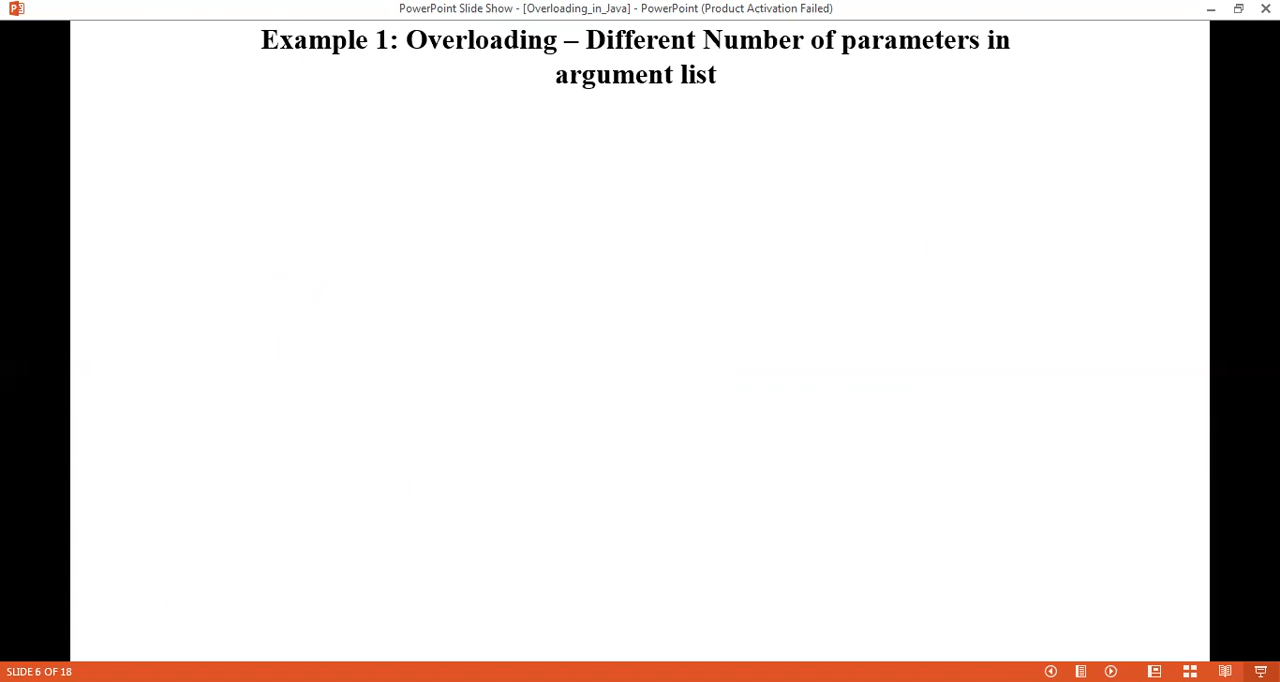 PowerPoint Slide Show - [Overloading_in_Java] - PowerPoint (Product Activation Failed)
Example 1: Overloading – Different Number of parameters in
argument list
SLIDE 6 OF 18